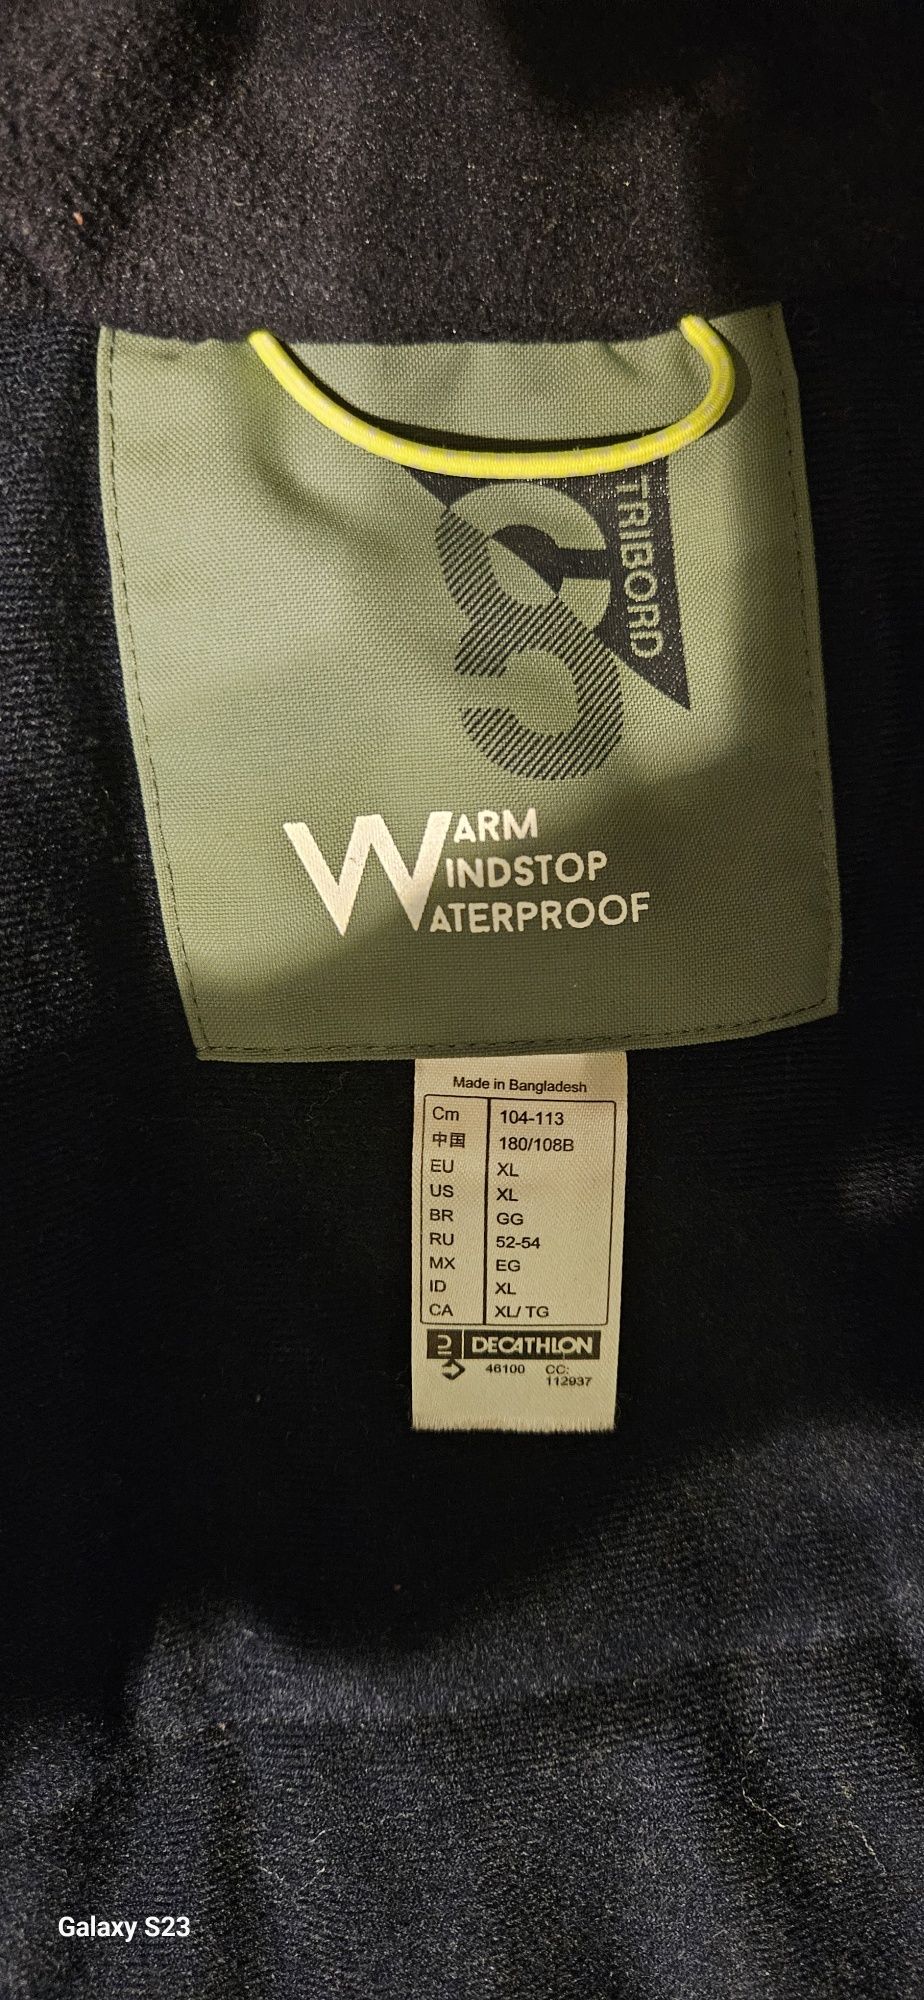 TRIBORD
WARM
WINDSTOP
WATERPROOF
Made in Bangladesh
Cm 104-113
中国 180/108B
EU XL
US XL
BR GG
RU 52-54
MX EG
ID XL
CA XL/ TG
DECATHLON
46100 CC:
112937
Galaxy S23